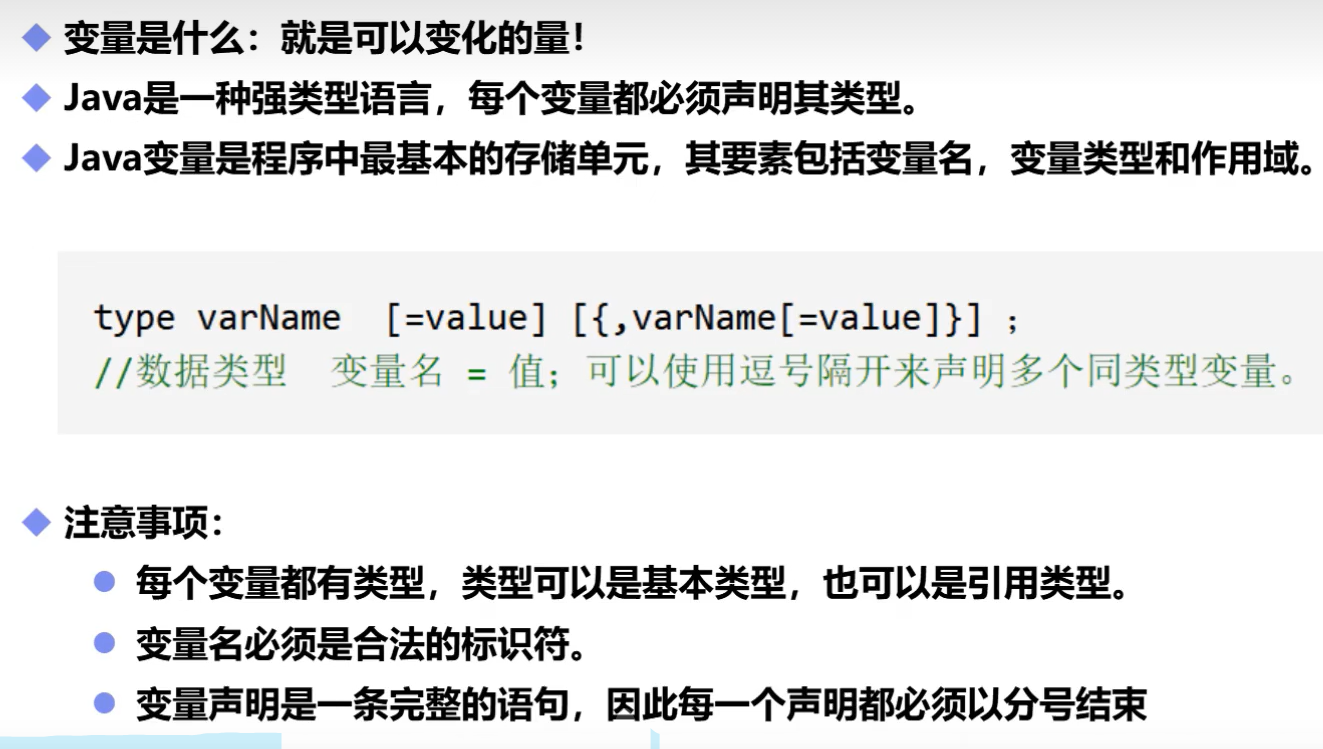 变量是什么：就是可以变化的量！
Java是一种强类型语言，每个变量都必须声明其类型。
Java变量是程序中最基本的存储单元，其要素包括变量名，变量类型和作用域。
type varName  [=value] [{,varName[=value]}] ;
//数据类型  变量名 = 值；可以使用逗号隔开来声明多个同类型变量。
注意事项：
每个变量都有类型，类型可以是基本类型，也可以是引用类型。
变量名必须是合法的标识符。
变量声明是一条完整的语句，因此每一个声明都必须以分号结束